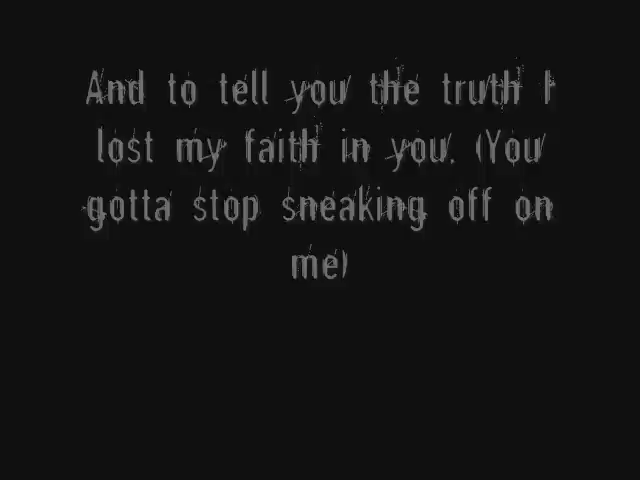 And to tell you the truth I
lost my faith in you. (You
gotta stop sneaking off on
me)